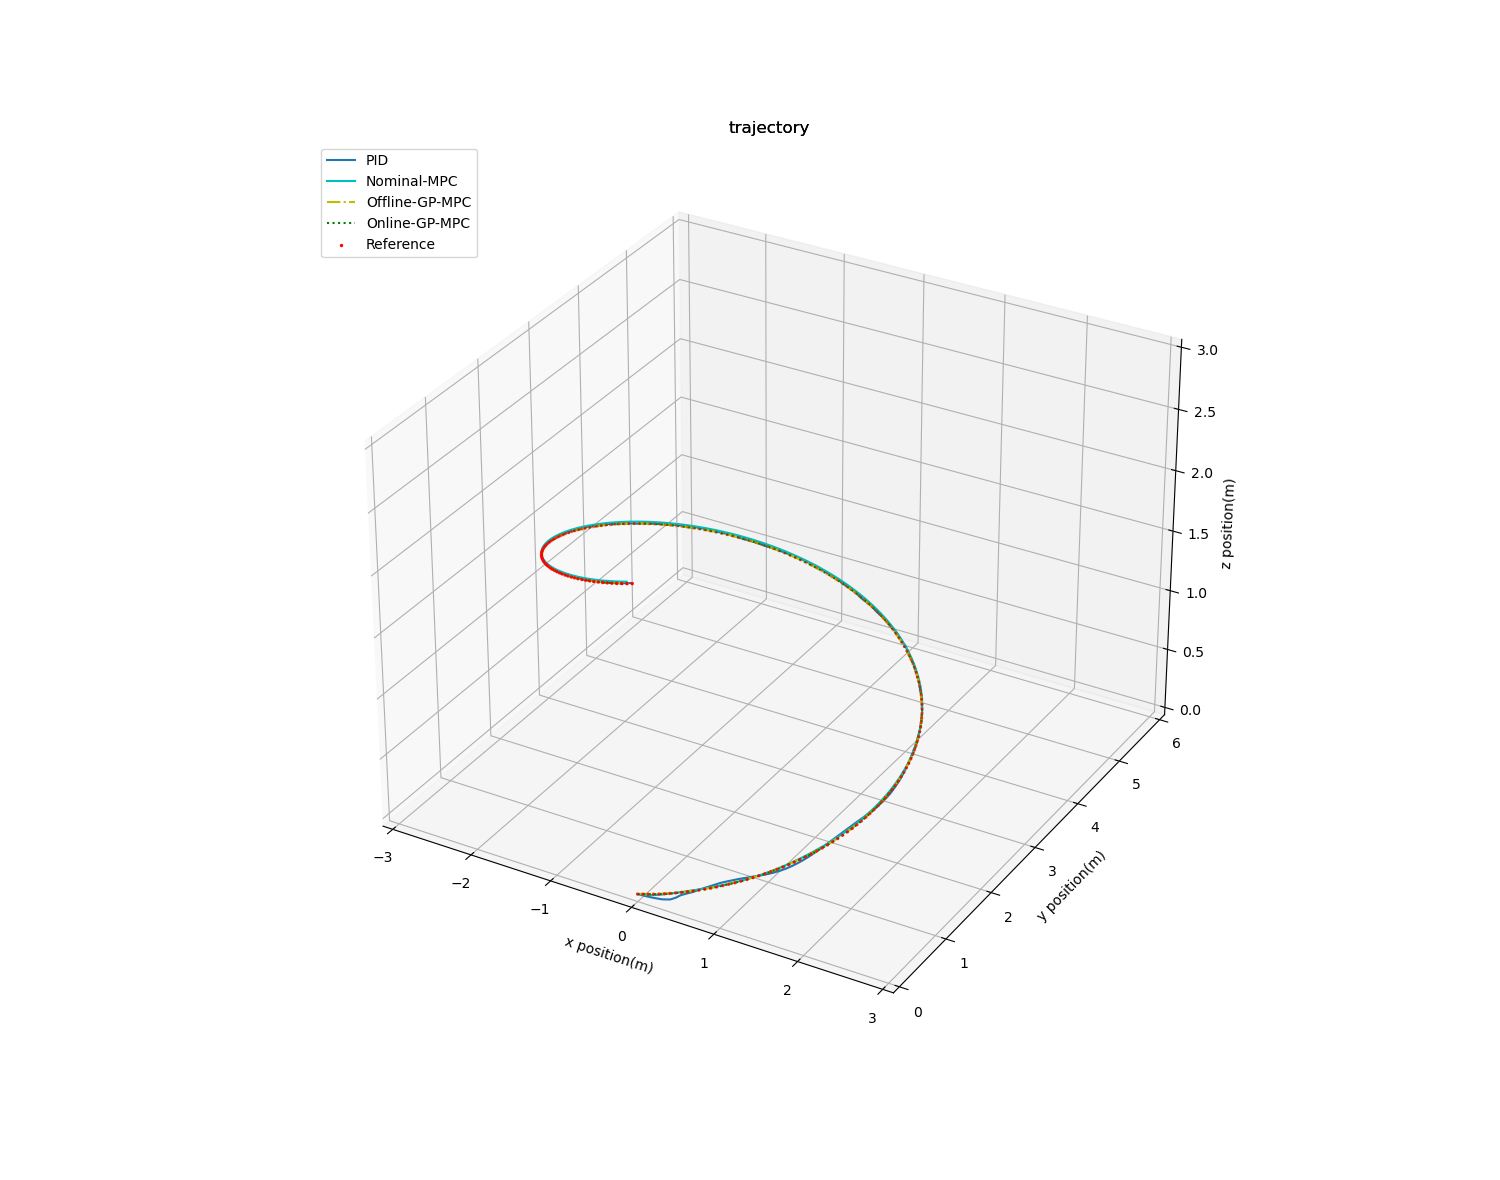 trajectory
PID
Nominal-MPC
Offline-GP-MPC
Online-GP-MPC
Reference
3.0
2.5
2.0
1.5
1.0
0.5
0.0
z position(m)
6
5
4
3
2
1
0
y position(m)
−3
−2
−1
0
1
2
3
x position(m)